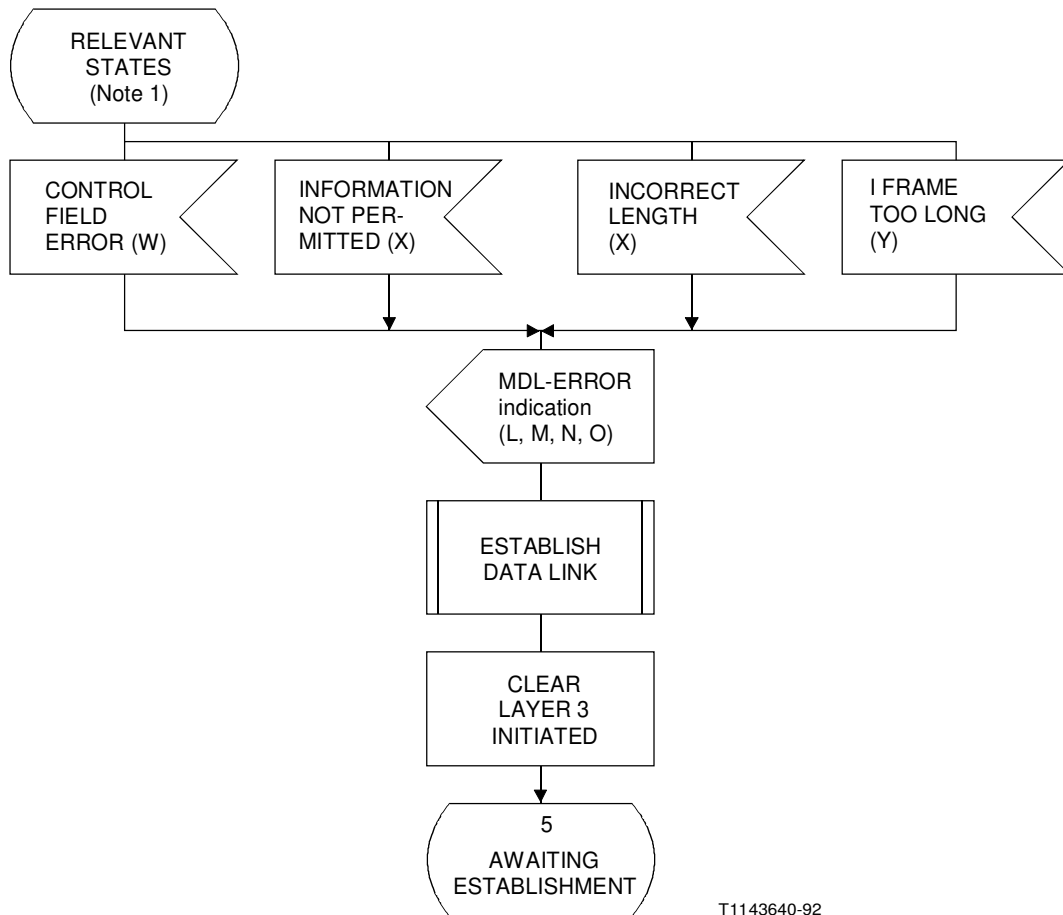 RELEVANT
STATES
(Note 1)
CONTROL
FIELD
ERROR (W)
INFORMATION
NOT PER-
MITTED (X)
INCORRECT
LENGTH
(X)
I FRAME
TOO LONG
(Y)
MDL-ERROR
indication
(L, M, N, O)
ESTABLISH
DATA LINK
CLEAR
LAYER 3
INITIATED
5
AWAITING
ESTABLISHMENT
T1143640-92